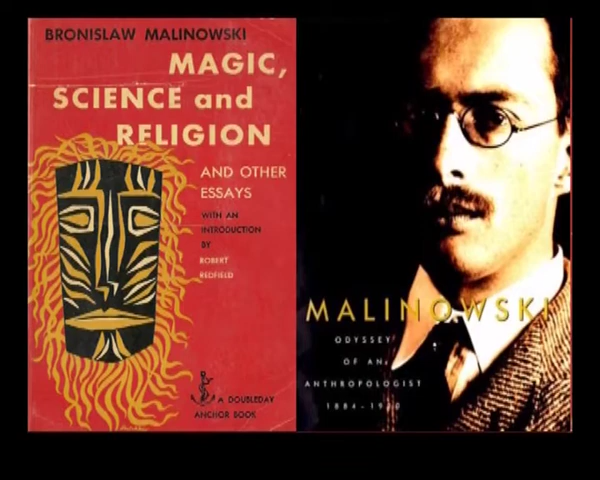 BRONISLAW MALINOWSKI
MAGIC,
SCIENCE and
RELIGION
AND OTHER
ESSAYS
WITH AN
INTRODUCTION
BY
ROBERT
REDFIELD
A DOUBLEDAY
ANCHOR BOOK
MALINOWSKI
ODYSSEY
OF AN
ANTHROPOLOGIST